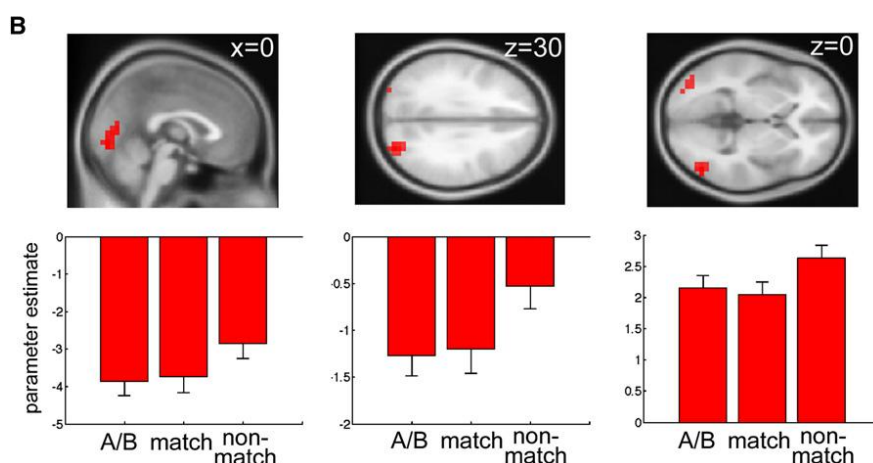 B
x=0
z=30
z=0
parameter estimate
0
-1
-2
-3
-4
-5
A/B match non-
match
0
-0.5
-1
-1.5
-2
A/B match non-
match
3
2.5
2
1.5
1
0.5
0
A/B match non-
match